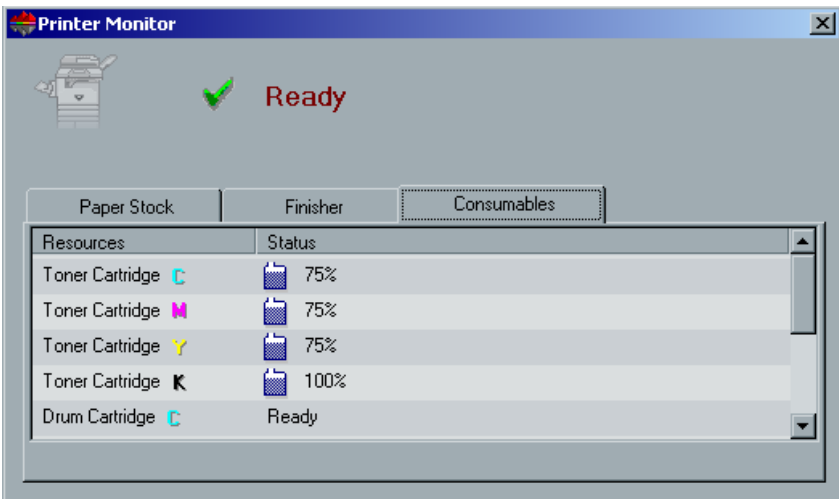 Printer Monitor
Ready
Paper Stock Finisher Consumables
Resources Status
Toner Cartridge C 75%
Toner Cartridge M 75%
Toner Cartridge Y 75%
Toner Cartridge K 100%
Drum Cartridge C Ready